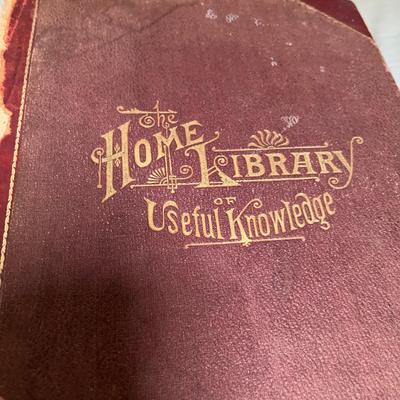 The
HOME LIBRARY
OF
Useful Knowledge